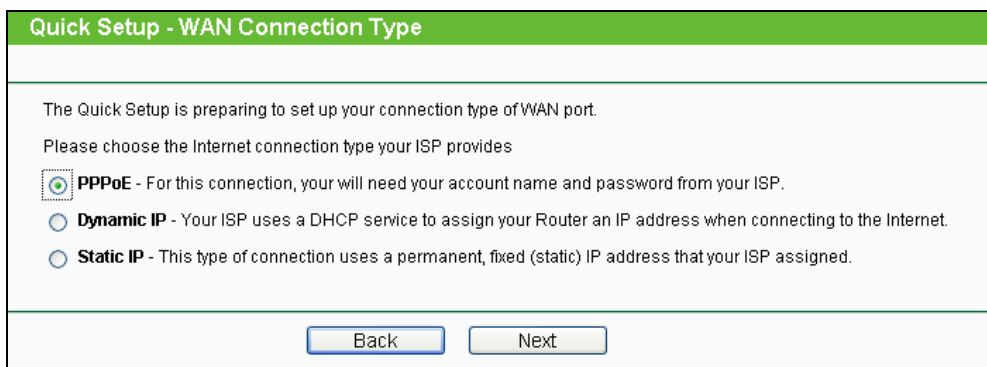 Quick Setup - WAN Connection Type
The Quick Setup is preparing to set up your connection type of WAN port.
Please choose the Internet connection type your ISP provides
PPPoE - For this connection, your will need your account name and password from your ISP.
Dynamic IP - Your ISP uses a DHCP service to assign your Router an IP address when connecting to the Internet.
Static IP - This type of connection uses a permanent, fixed (static) IP address that your ISP assigned.
Back Next